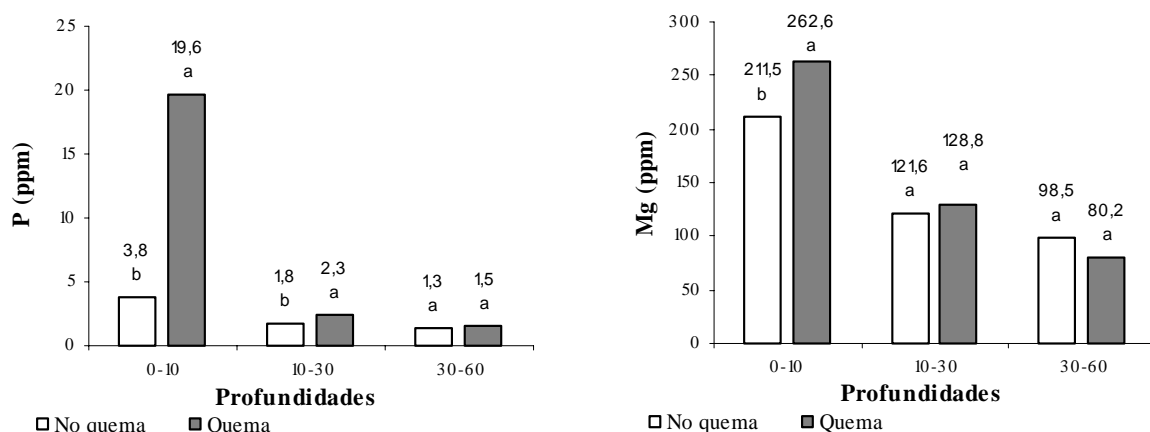 P (ppm)
25
20
15
10
5
0
19,6
a
3,8
b
1,8
b
2,3
a
1,3
a
1,5
a
0-10
10-30
30-60
Profundidades
No quema
Quema
Mg (ppm)
300
250
200
150
100
50
0
262,6
a
211,5
b
128,8
a
121,6
a
98,5
a
80,2
a
0-10
10-30
30-60
Profundidades
No quema
Quema